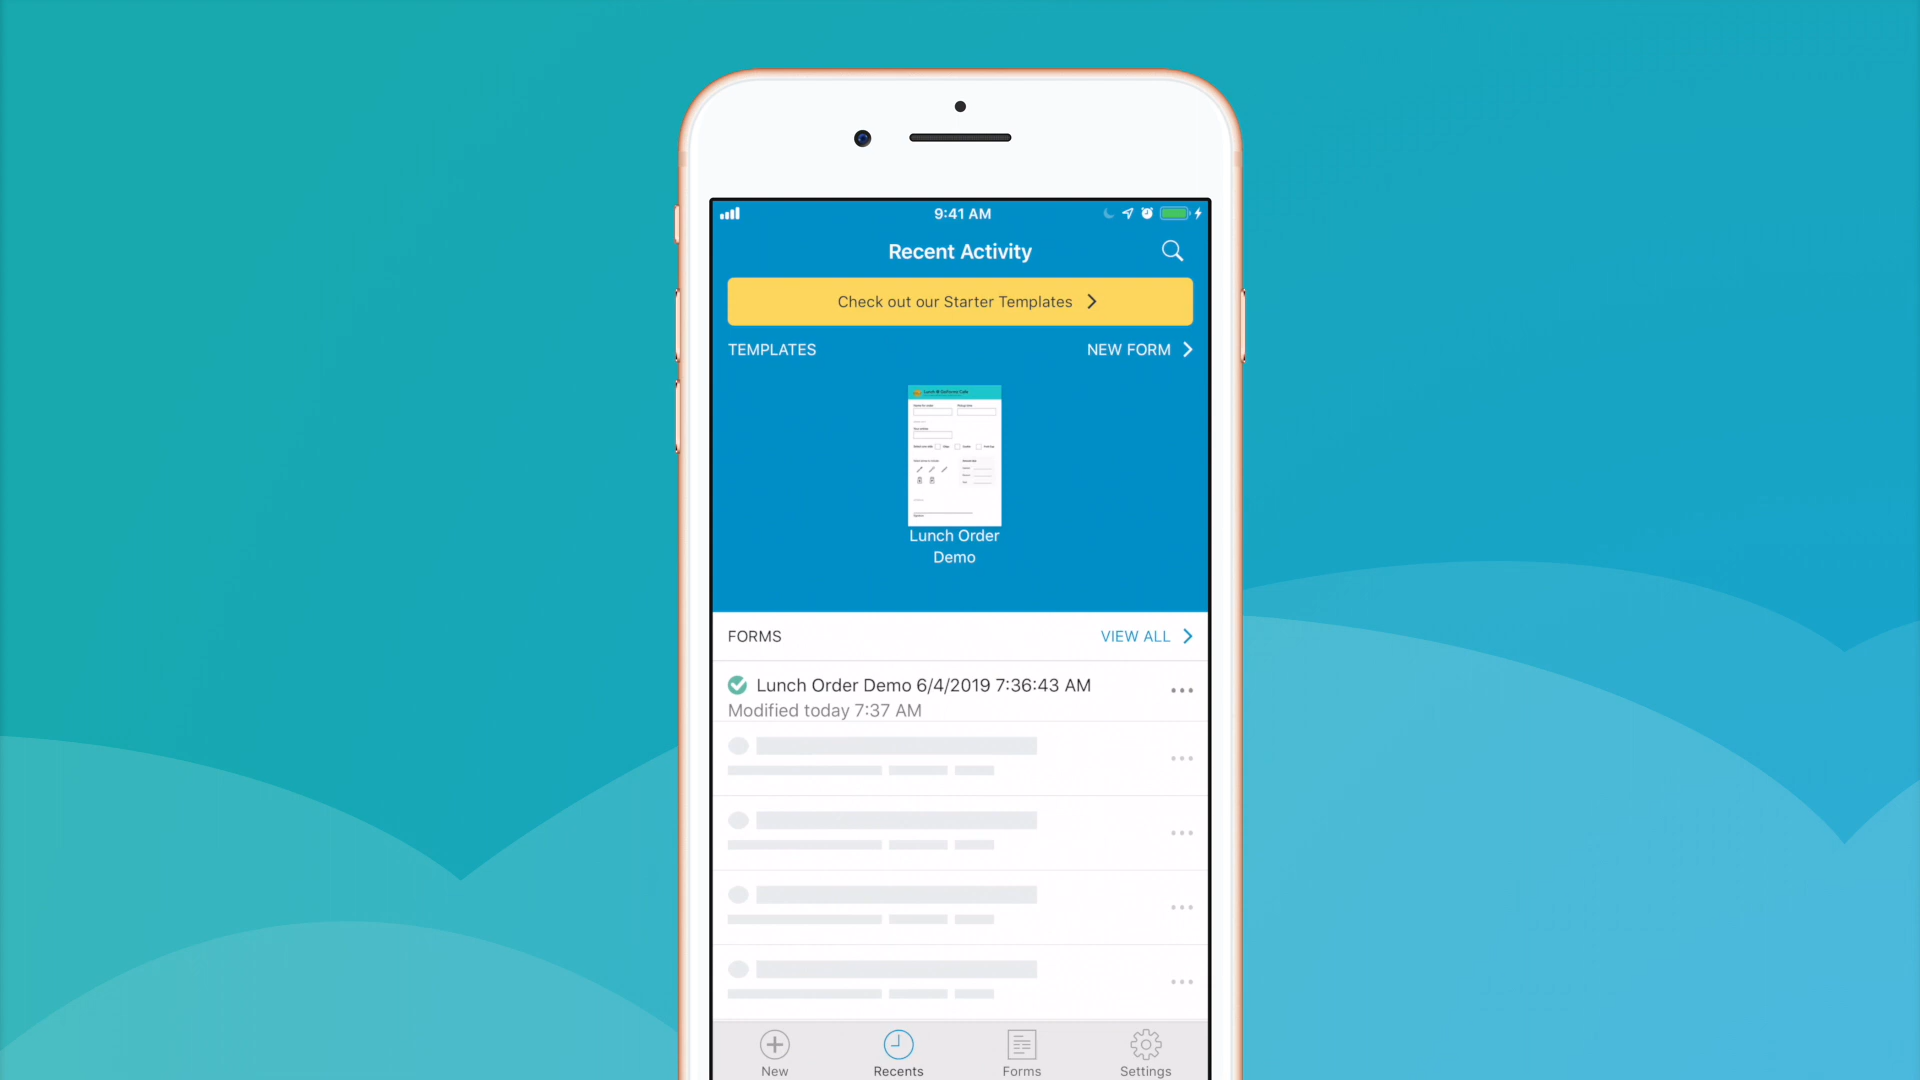 9:41 AM
Recent Activity
Check out our Starter Templates
TEMPLATES
NEW FORM
Lunch Order
Demo
FORMS
VIEW ALL
Lunch Order Demo 6/4/2019 7:36:43 AM
Modified today 7:37 AM
New
Recents
Forms
Settings